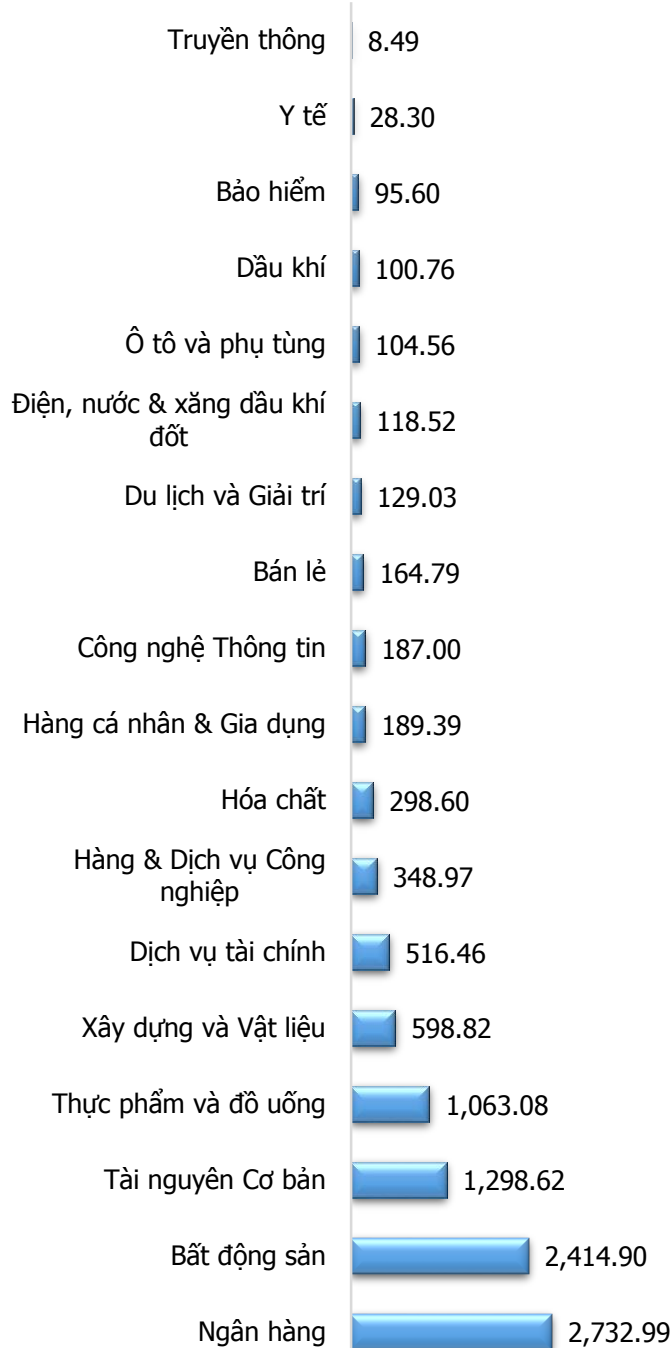 Truyền thông 8.49
Y tế 28.30
Bảo hiểm 95.60
Dầu khí 100.76
Ô tô và phụ tùng 104.56
Điện, nước & xăng dầu khí
đốt 118.52
Du lịch và Giải trí 129.03
Bán lẻ 164.79
Công nghệ Thông tin 187.00
Hàng cá nhân & Gia dụng 189.39
Hóa chất 298.60
Hàng & Dịch vụ Công
nghiệp 348.97
Dịch vụ tài chính 516.46
Xây dựng và Vật liệu 598.82
Thực phẩm và đồ uống 1,063.08
Tài nguyên Cơ bản 1,298.62
Bất động sản 2,414.90
Ngân hàng 2,732.99